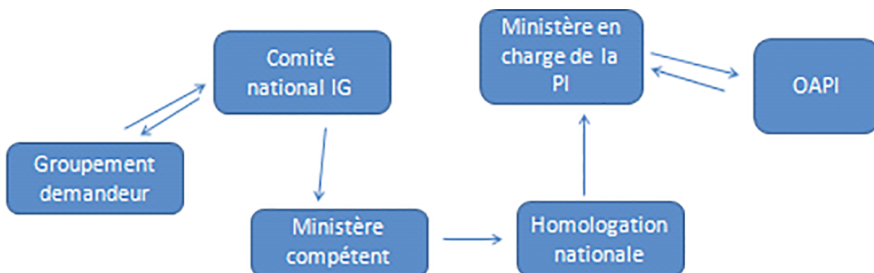 Groupement
demandeur
Comité
national IG
Ministère
compétent
Homologation
nationale
Ministère en
charge de la
PI
OAPI